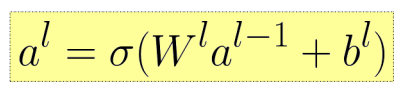 a^l = σ(W^l a^{l−1} + b^l)